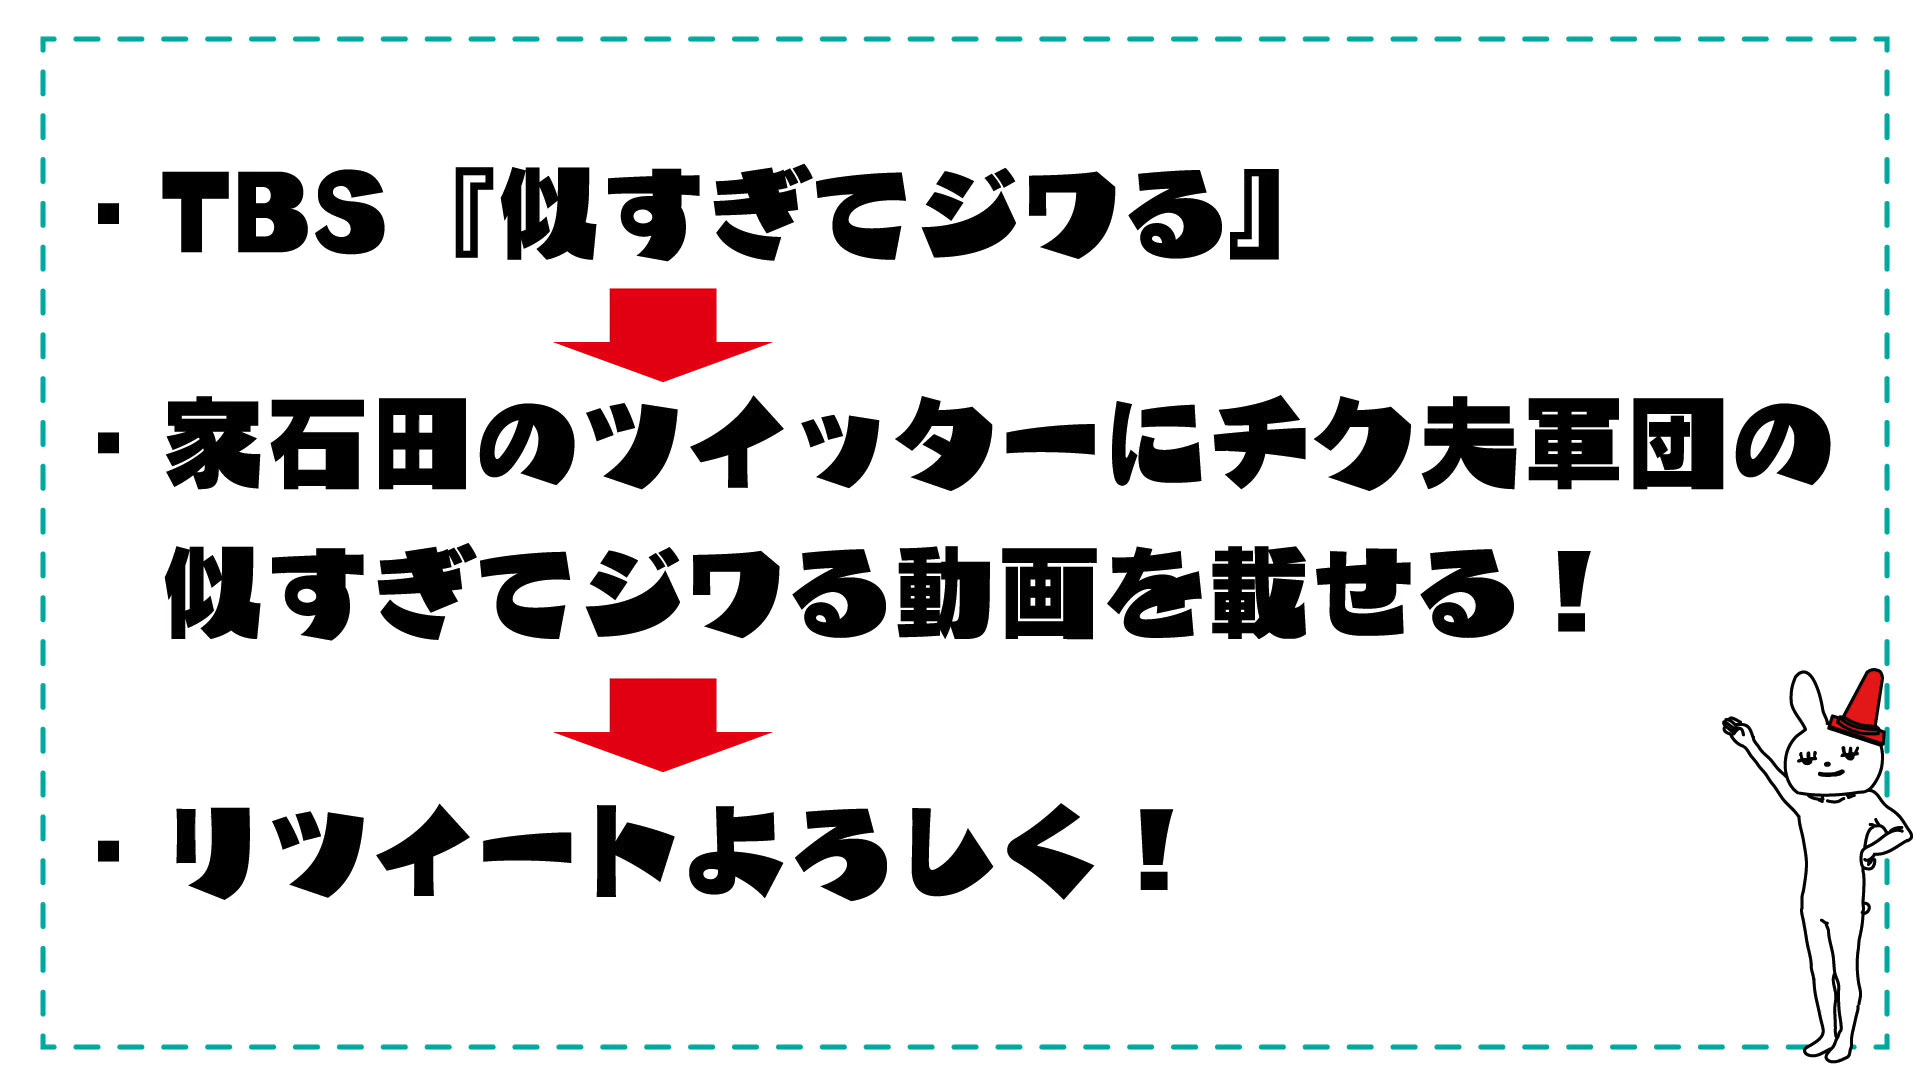 ・TBS『似すぎてジワる』
・家石田のツイッターにチク夫軍団の
似すぎてジワる動画を載せる！
・リツイートよろしく！